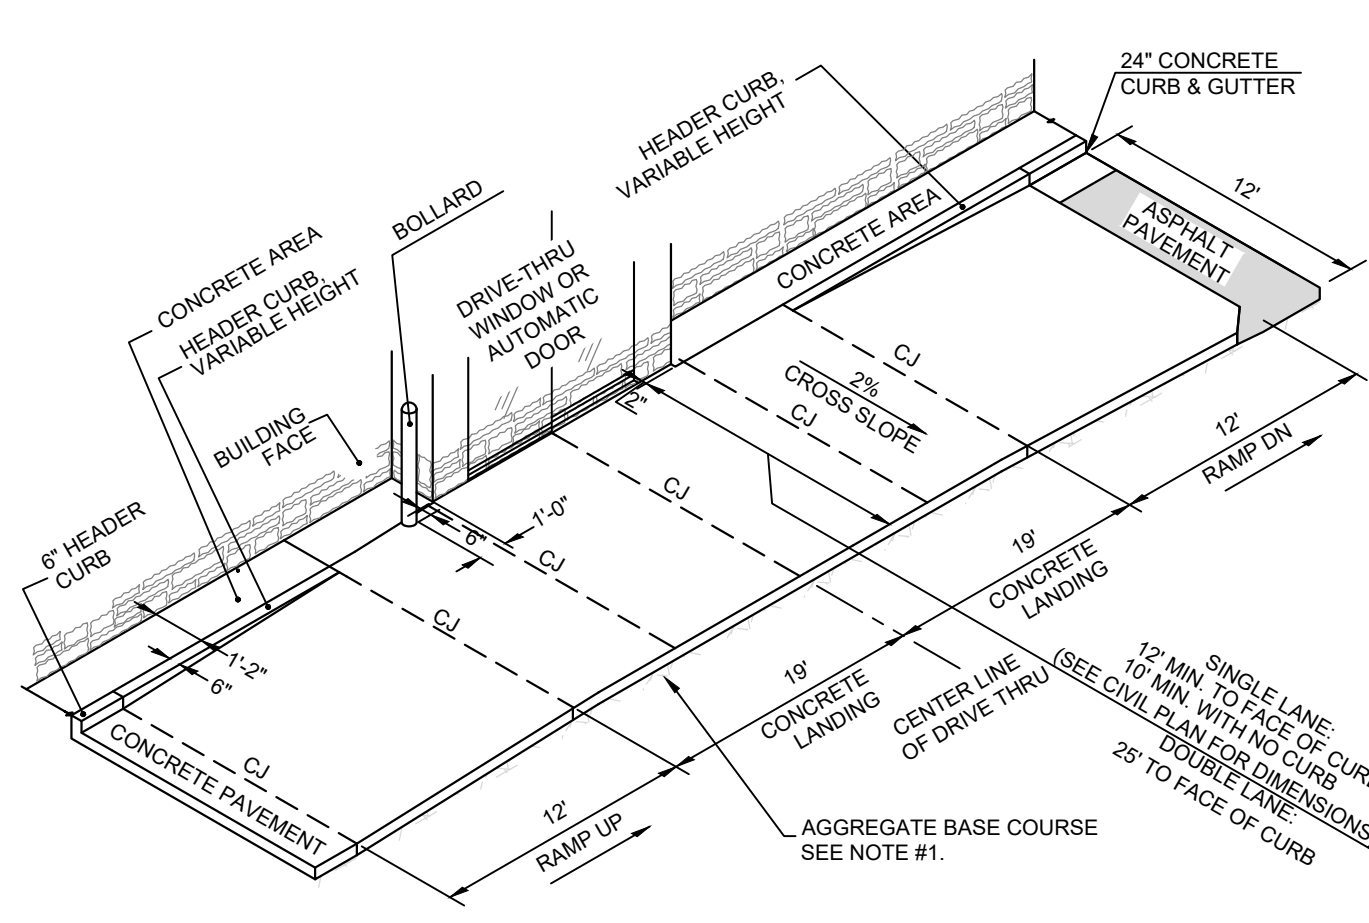 24" CONCRETE
CURB & GUTTER
HEADER CURB,
VARIABLE HEIGHT
12'
BOLLARD
ASPHALT
PAVEMENT
CONCRETE AREA
CONCRETE AREA
HEADER CURB,
VARIABLE HEIGHT
DRIVE-THRU
WINDOW OR
AUTOMATIC
DOOR
CJ
2%
CROSS SLOPE
2"
CJ
BUILDING
FACE
12'
RAMP DN
CJ
1'-0"
6"
CJ
6" HEADER
CURB
19'
CONCRETE
LANDING
CJ
1'-2"
6"
19'
CONCRETE
LANDING
CENTER LINE
OF DRIVE THRU
SINGLE LANE:
12' MIN. TO FACE OF CURB
10' MIN. WITH NO CURB
(SEE CIVIL PLAN FOR DIMENSIONS
DOUBLE LANE:
25' TO FACE OF CURB
CONCRETE PAVEMENT
CJ
12'
RAMP UP
AGGREGATE BASE COURSE
SEE NOTE #1.